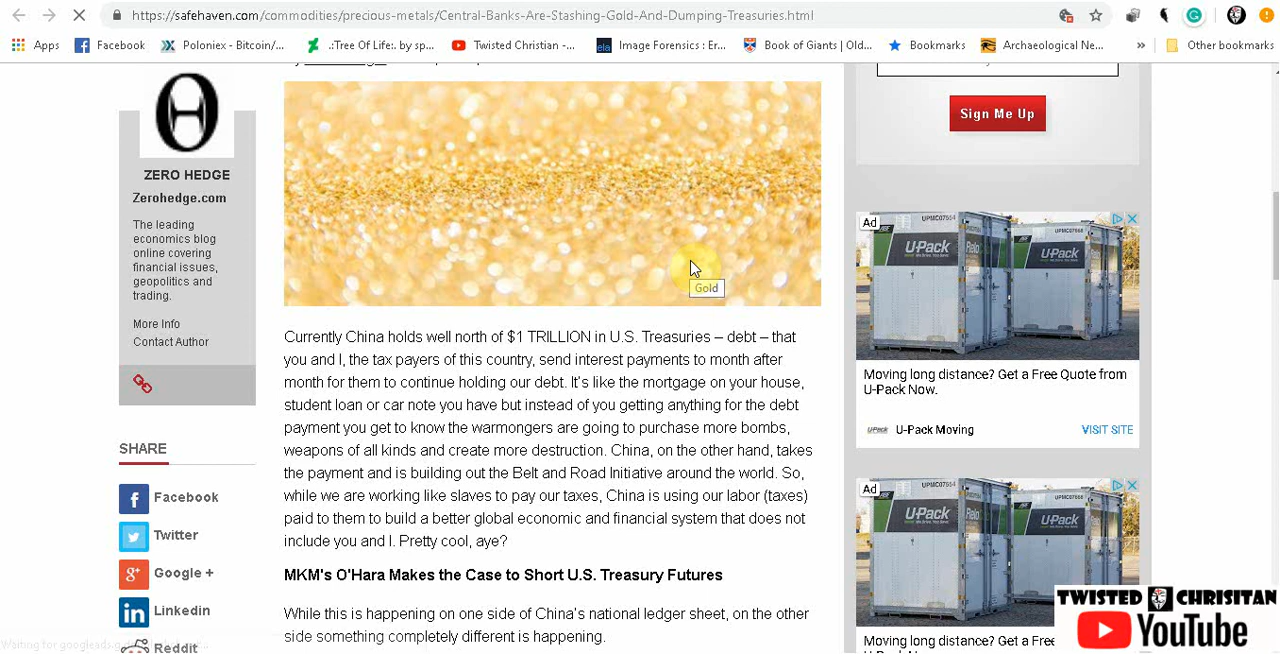 https://safehaven.com/commodities/precious-metals/Central-Banks-Are-Stashing-Gold-And-Dumping-Treasuries.html
Apps Facebook Poloniex - Bitcoin/... .:Tree Of Life:. by sp... Twisted Christian -... Image Forensics : Er... Book of Giants | Old... Bookmarks Archaeological Ne... » Other bookmarks
ZERO HEDGE
Zerohedge.com
The leading
economics blog
online covering
financial issues,
geopolitics and
trading.
More Info
Contact Author
SHARE
Facebook
Twitter
Google +
Linkedin
Reddit
Gold
Currently China holds well north of $1 TRILLION in U.S. Treasuries – debt – that
you and I, the tax payers of this country, send interest payments to month after
month for them to continue holding our debt. It's like the mortgage on your house,
student loan or car note you have but instead of you getting anything for the debt
payment you get to know the warmongers are going to purchase more bombs,
weapons of all kinds and create more destruction. China, on the other hand, takes
the payment and is building out the Belt and Road Initiative around the world. So,
while we are working like slaves to pay our taxes, China is using our labor (taxes)
paid to them to build a better global economic and financial system that does not
include you and I. Pretty cool, aye?
MKM's O'Hara Makes the Case to Short U.S. Treasury Futures
While this is happening on one side of China's national ledger sheet, on the other
side something completely different is happening.
Sign Me Up
Ad
UPMC07554
U-Pack
Relo
U-Pack
Moving long distance? Get a Free Quote from
U-Pack Now.
U-Pack
U-Pack Moving
VISIT SITE
Ad
U-Pack
U-Pack
Moving long distance? Get a Free
TWISTED CHRISITAN
YouTube